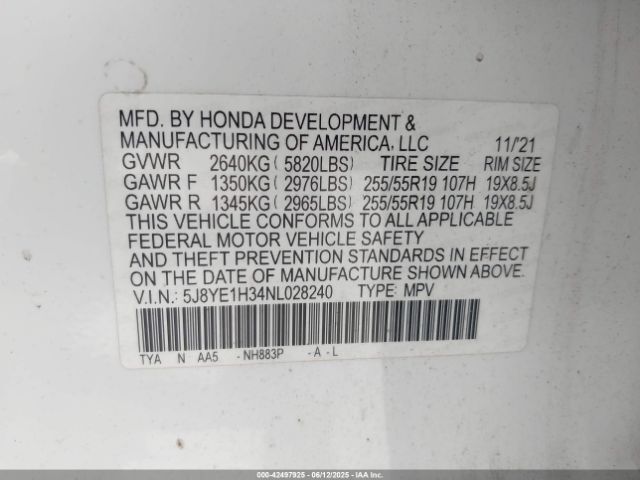 MFD. BY HONDA DEVELOPMENT &
MANUFACTURING OF AMERICA, LLC 11/'21
GVWR 2640KG ( 5820LBS) TIRE SIZE RIM SIZE
GAWR F 1350KG ( 2976LBS) 255/55R19 107H 19X8.5J
GAWR R 1345KG ( 2965LBS) 255/55R19 107H 19X8.5J
THIS VEHICLE CONFORMS TO ALL APPLICABLE
FEDERAL MOTOR VEHICLE SAFETY
AND THEFT PREVENTION STANDARDS IN EFFECT
ON THE DATE OF MANUFACTURE SHOWN ABOVE.
V.I.N.: 5J8YE1H34NL028240 TYPE: MPV
TYA N AA5 -NH883P -A-L
000-42497925 - 06/12/2025 - IAAI.COM